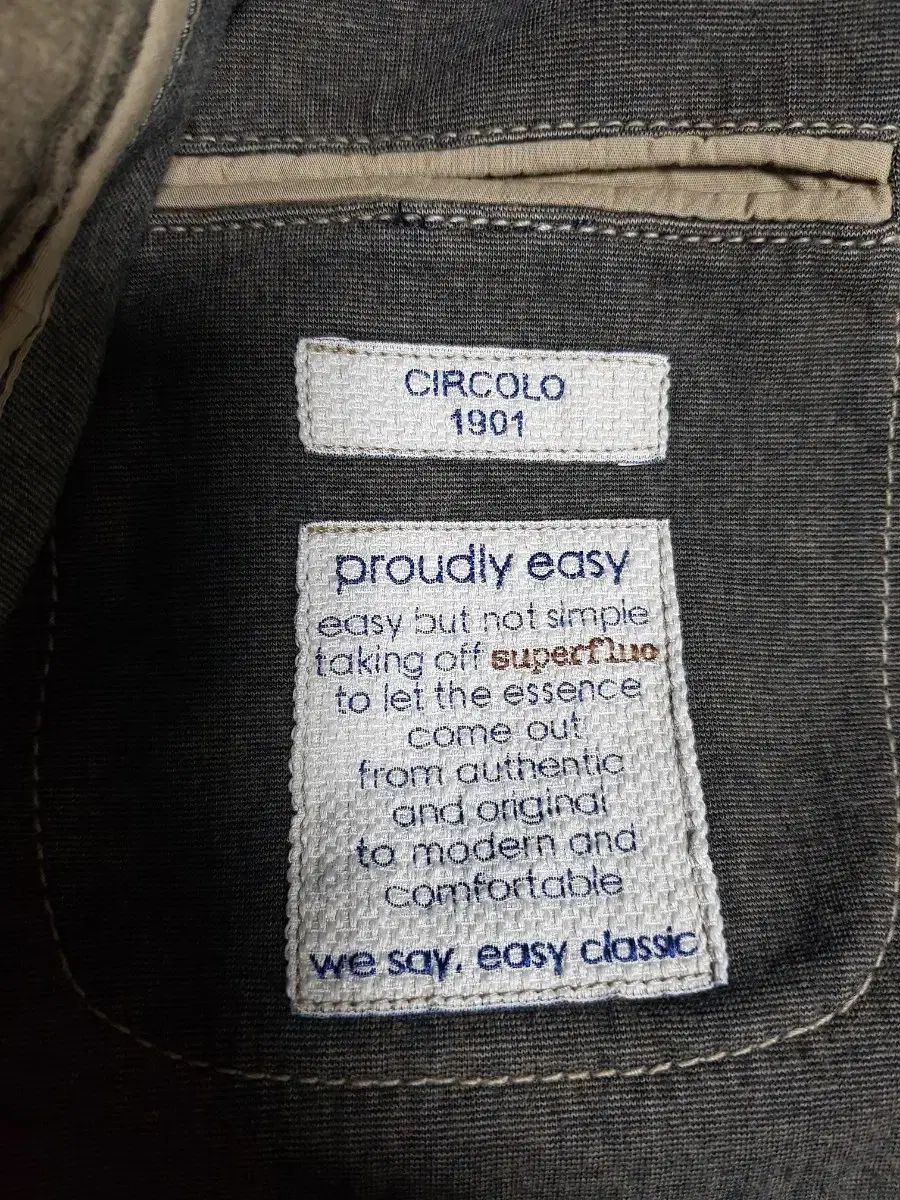 CIRCOLO
1901
proudly easy
easy but not simple
taking off superfluo
to let the essence
come out
from authentic
and original
to modern and
comfortable
we say, easy classic